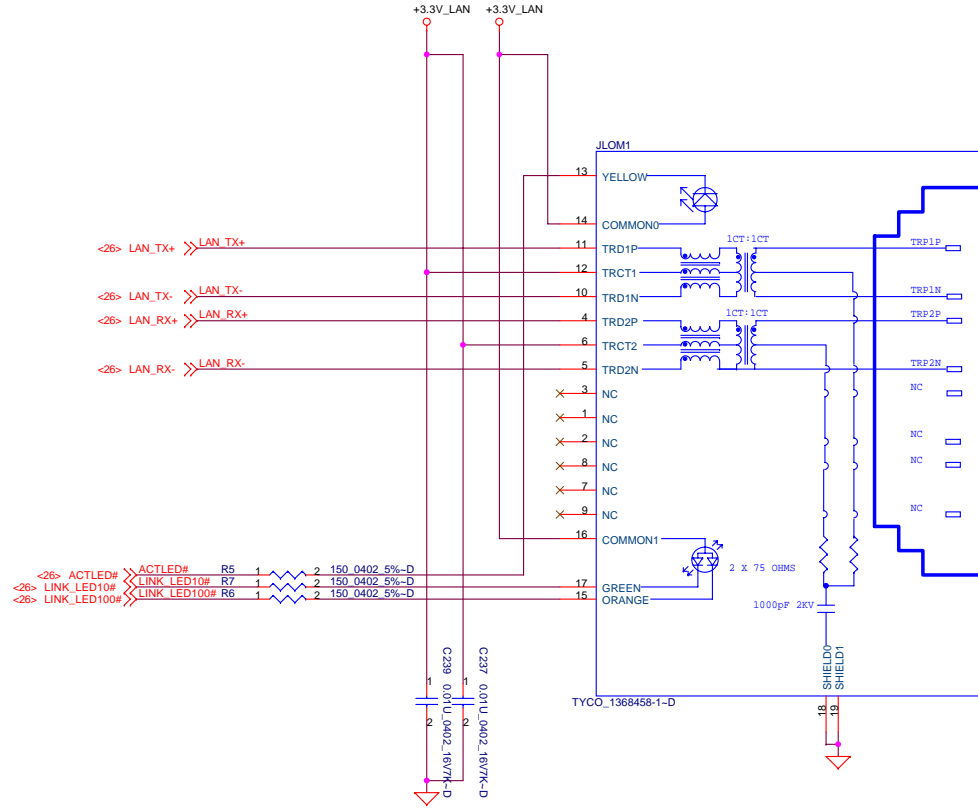 +3.3V_LAN
+3.3V_LAN
JLOM1
13
YELLOW
14
COMMON0
<26> LAN_TX+
LAN_TX+
11
TRD1P
1CT:1CT
TRP1P
12
TRCT1
<26> LAN_TX-
LAN_TX-
10
TRD1N
TRP1N
<26> LAN_RX+
LAN_RX+
4
TRD2P
1CT:1CT
TRP2P
6
TRCT2
<26> LAN_RX-
LAN_RX-
5
TRD2N
TRP2N
3
NC
NC
1
NC
2
NC
NC
8
NC
NC
7
NC
9
NC
NC
16
COMMON1
<26> ACTLED#
ACTLED#
R5
1
2
150_0402_5%~D
2 X 75 OHMS
<26> LINK_LED10#
LINK_LED10#
R7
1
2
150_0402_5%~D
17
GREEN
<26> LINK_LED100#
LINK_LED100#
R6
1
2
150_0402_5%~D
15
ORANGE
1000pF 2KV
C239
0.01U_0402_16V7K~D
1
2
C237
0.01U_0402_16V7K~D
1
2
SHIELD0
SHIELD1
18
19
TYCO_1368458-1~D